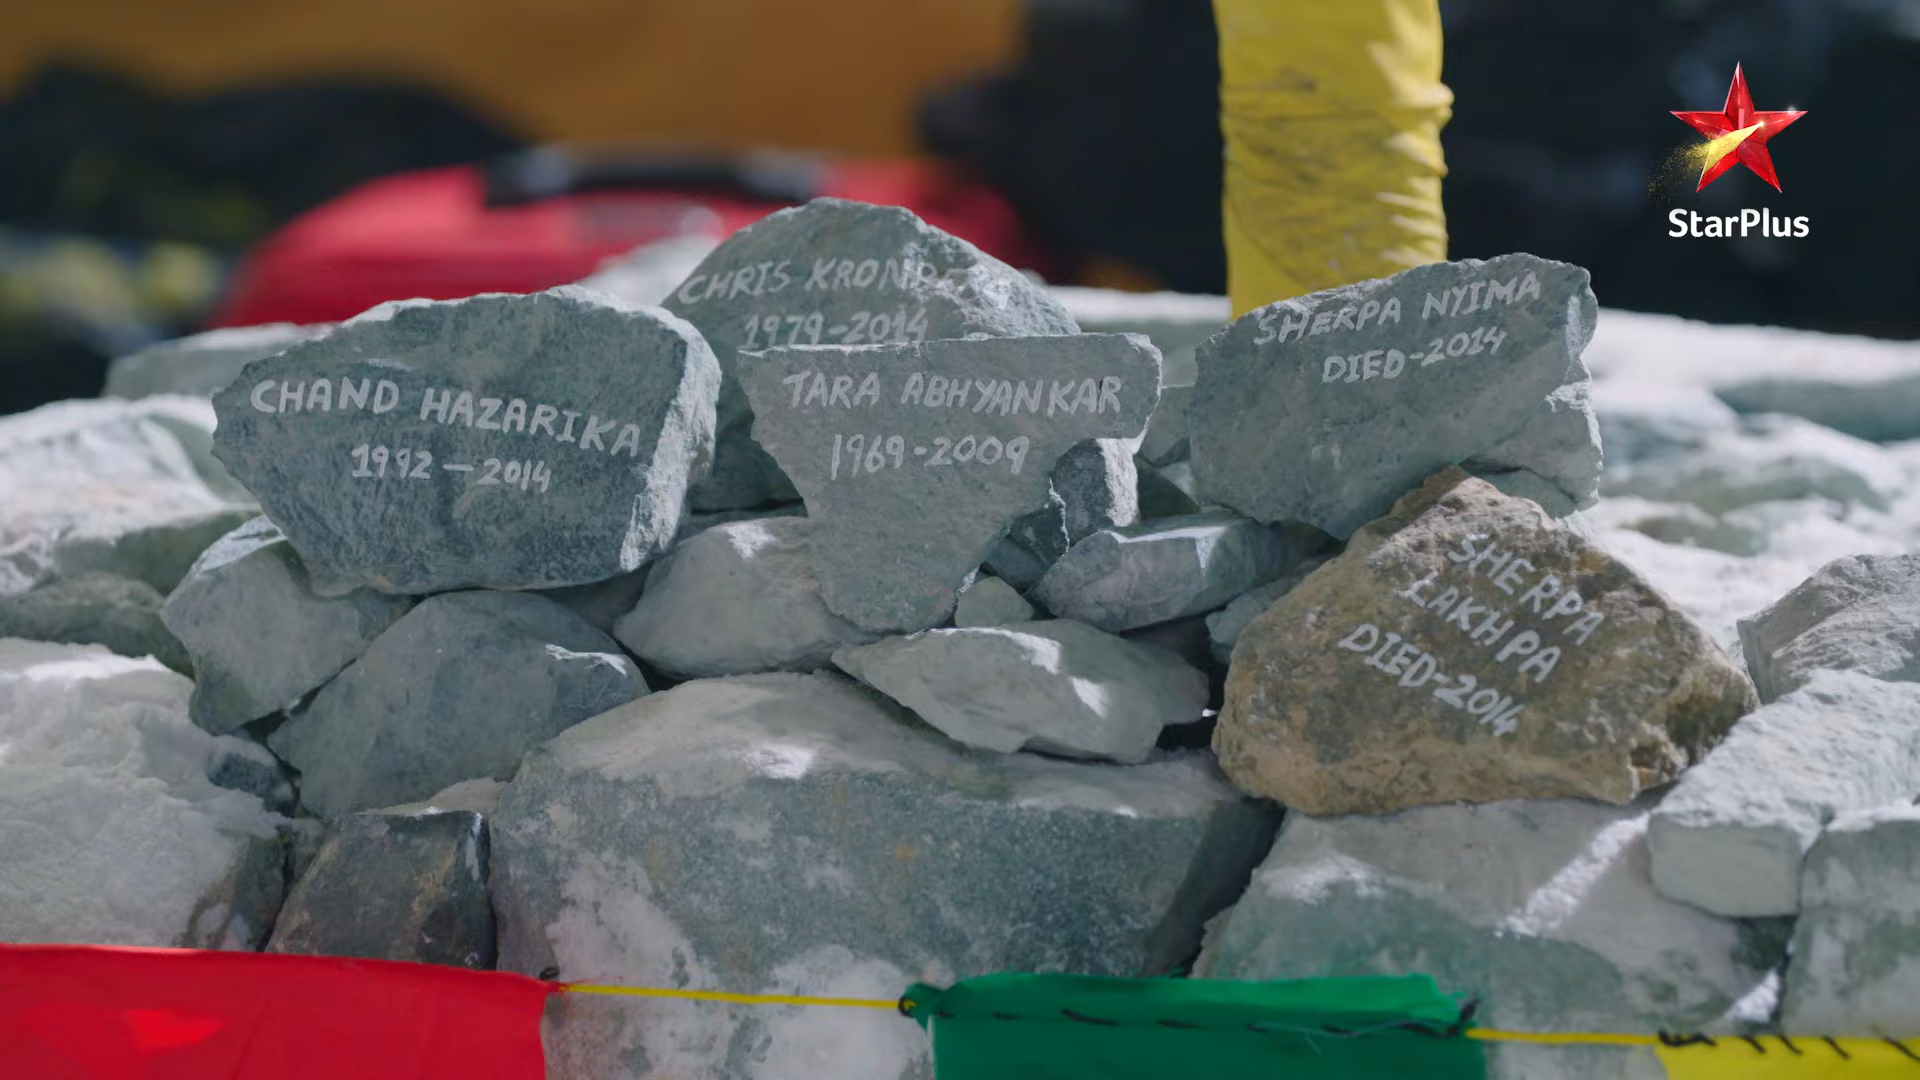 StarPlus
CHRIS
1979-2014
SHERPA NYIMA
DIED-2014
CHAND HAZARIKA
1992-2014
TARA ABHYANKAR
1969-2009
SHERPA
LAKHPA
DIED-2014